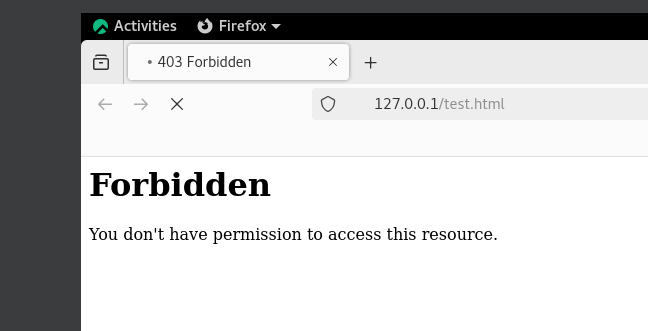 Activities Firefox
403 Forbidden
127.0.0.1/test.html
Forbidden
You don't have permission to access this resource.